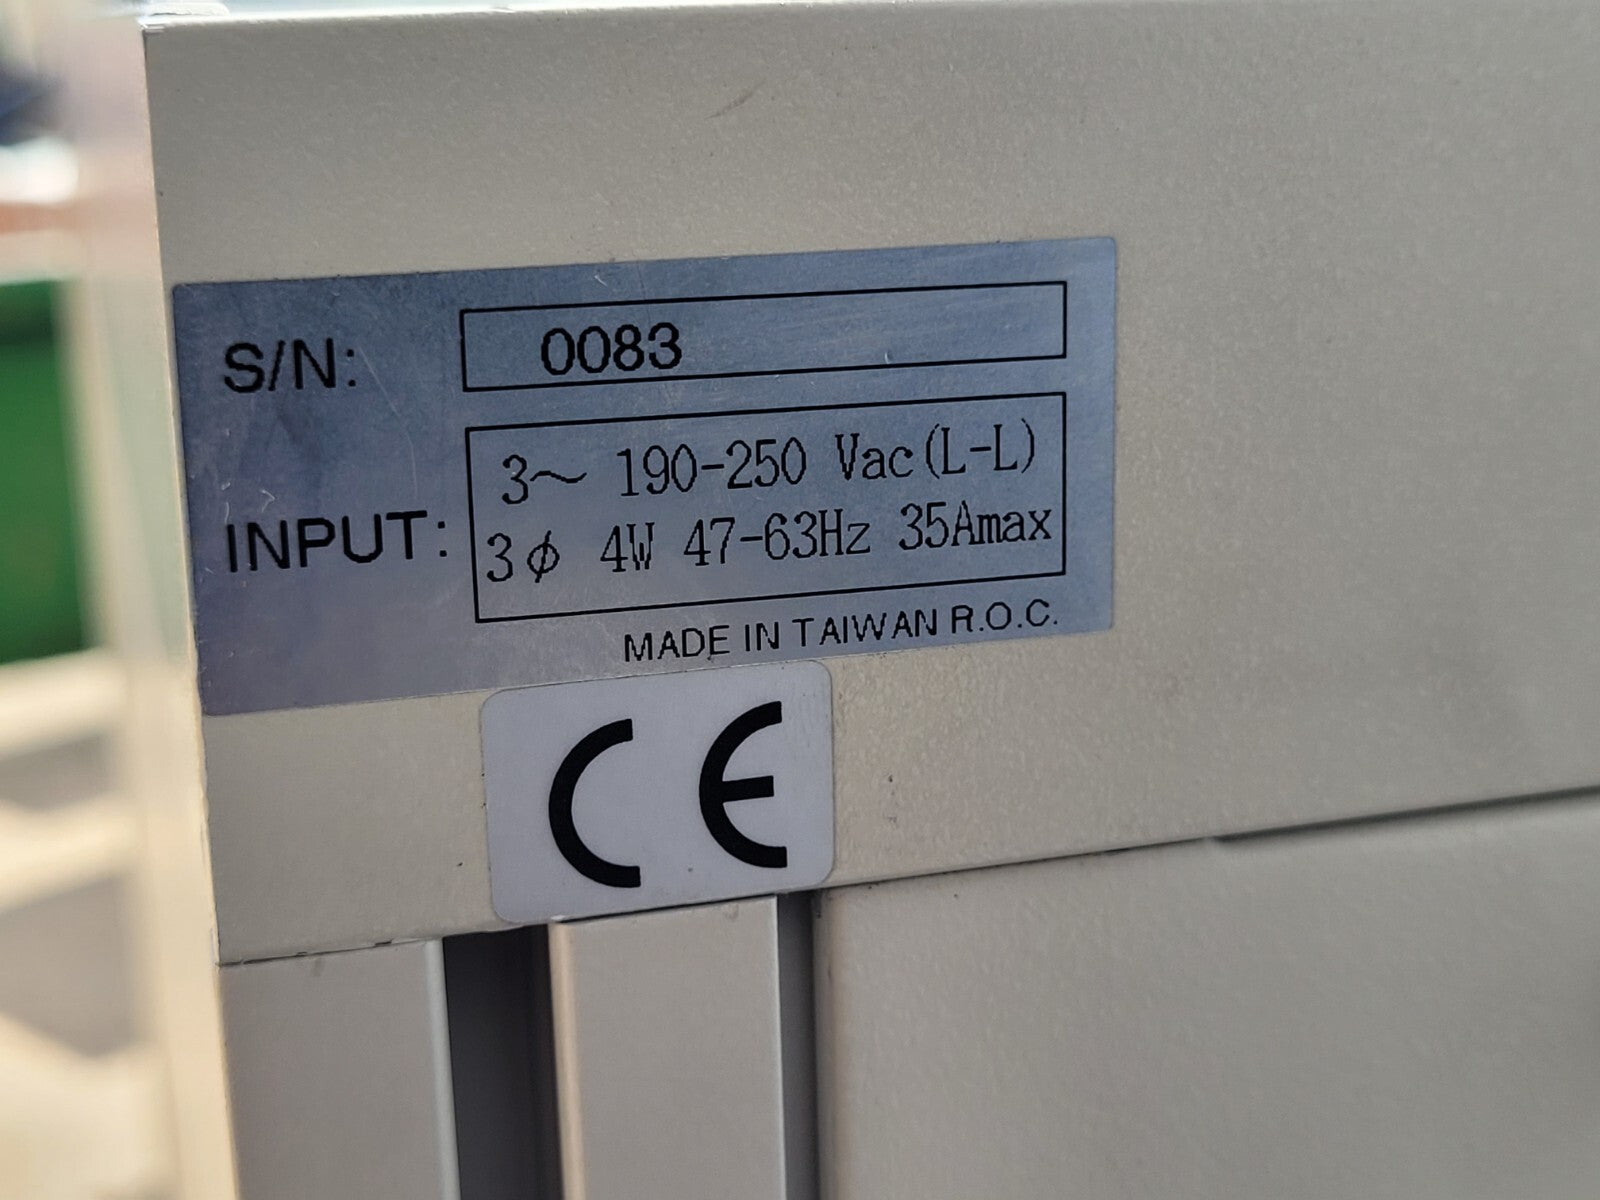 S/N: 0083
INPUT: 3～ 190-250 Vac(L-L)
3ϕ 4W 47-63Hz 35Amax
MADE IN TAIWAN R.O.C.
CE